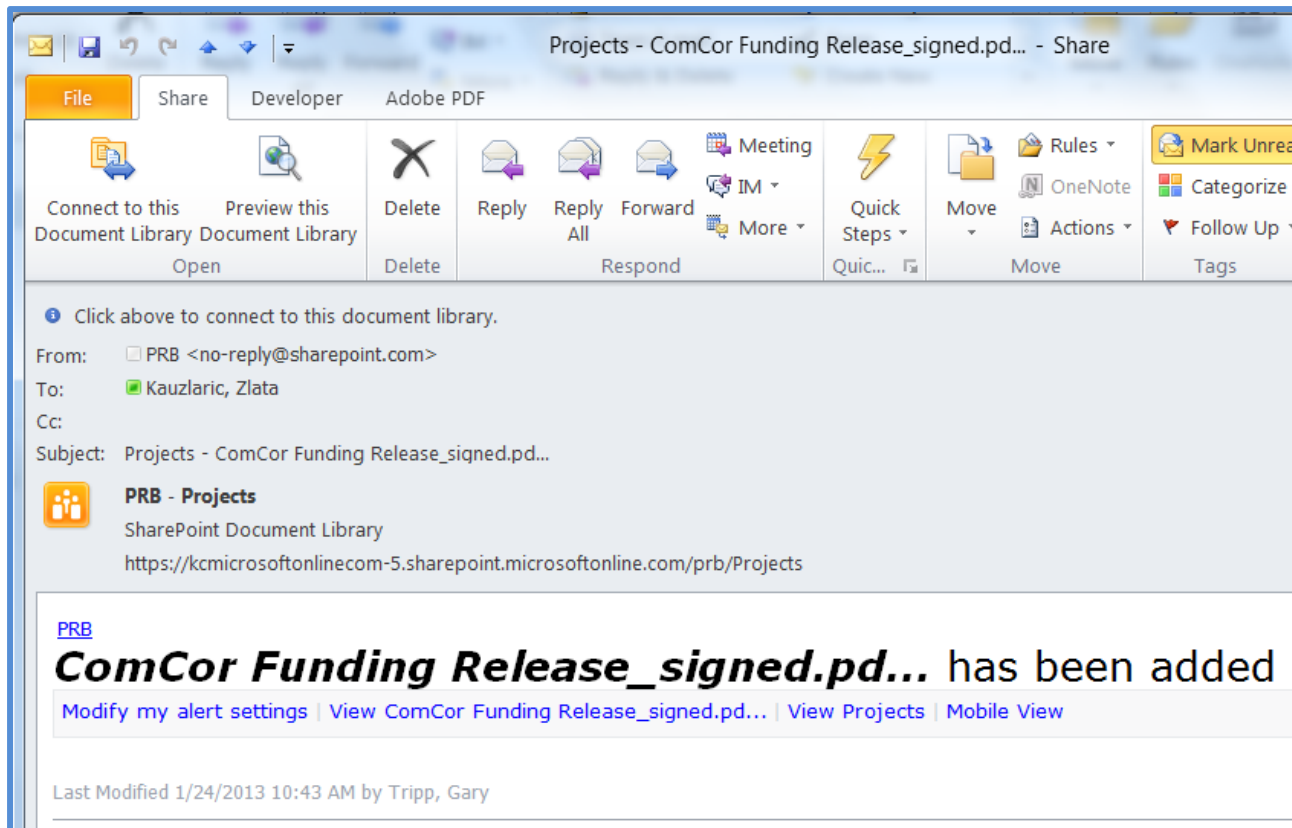 Projects - ComCor Funding Release_signed.pd... - Share
File Share Developer Adobe PDF
Connect to this Document Library
Preview this Document Library
Open
Delete
Delete
Reply
Reply All
Forward
Meeting
IM
More
Respond
Quick Steps
Quic...
Move
Rules
OneNote
Actions
Move
Mark Unrea
Categorize
Follow Up
Tags
Click above to connect to this document library.
From: PRB <no-reply@sharepoint.com>
To: Kauzlaric, Zlata
Cc:
Subject: Projects - ComCor Funding Release_signed.pd...
PRB - Projects
SharePoint Document Library
https://kcmicrosoftonlinecom-5.sharepoint.microsoftonline.com/prb/Projects
PRB
ComCor Funding Release_signed.pd... has been added
Modify my alert settings | View ComCor Funding Release_signed.pd... | View Projects | Mobile View
Last Modified 1/24/2013 10:43 AM by Tripp, Gary